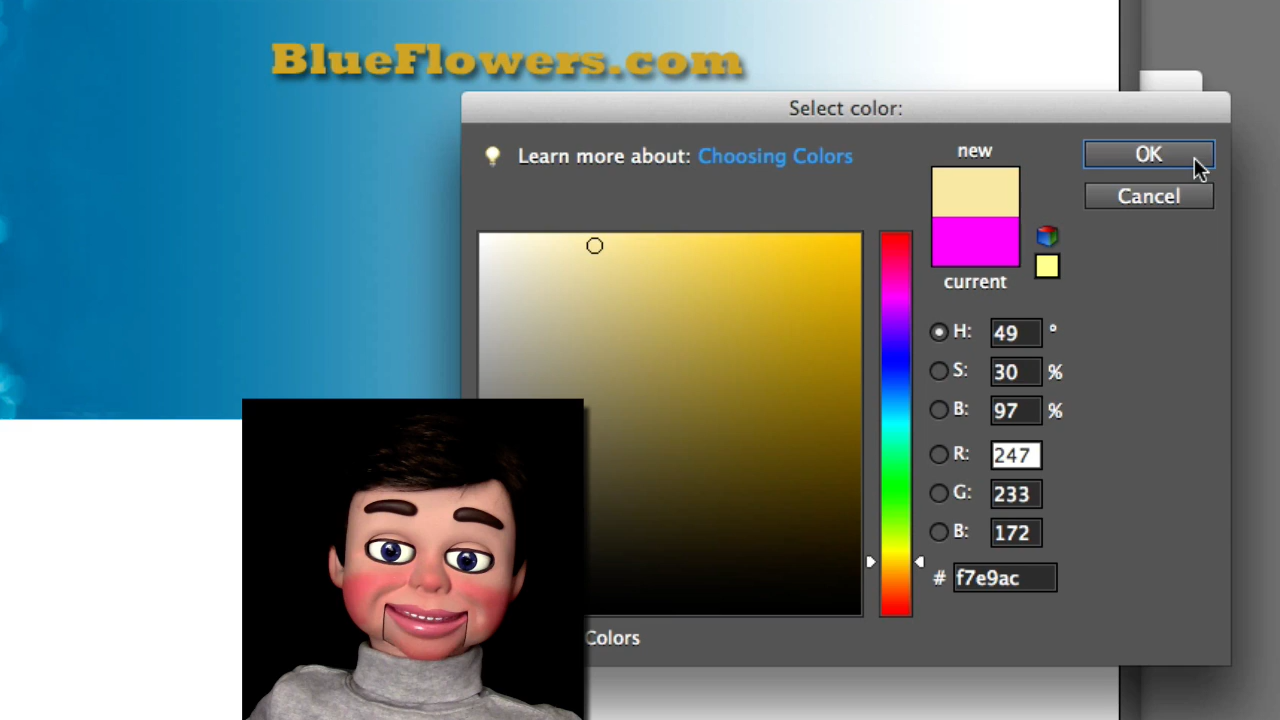 BlueFlowers.com
Select color:
Learn more about: Choosing Colors
new
OK
Cancel
current
H: 49 °
S: 30 %
B: 97 %
R: 247
G: 233
B: 172
# f7e9ac
Colors